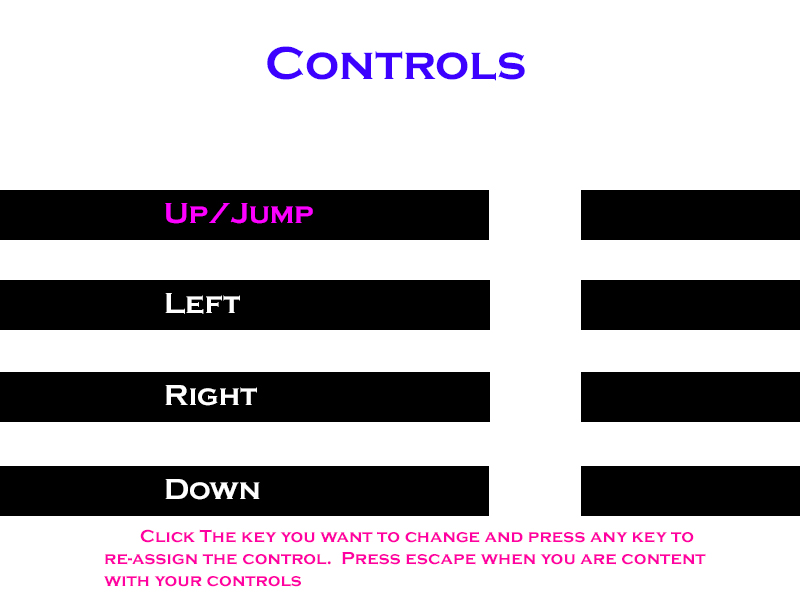 Controls
Up/Jump
Left
Right
Down
Click The key you want to change and press any key to
re-assign the control. Press escape when you are content
with your controls